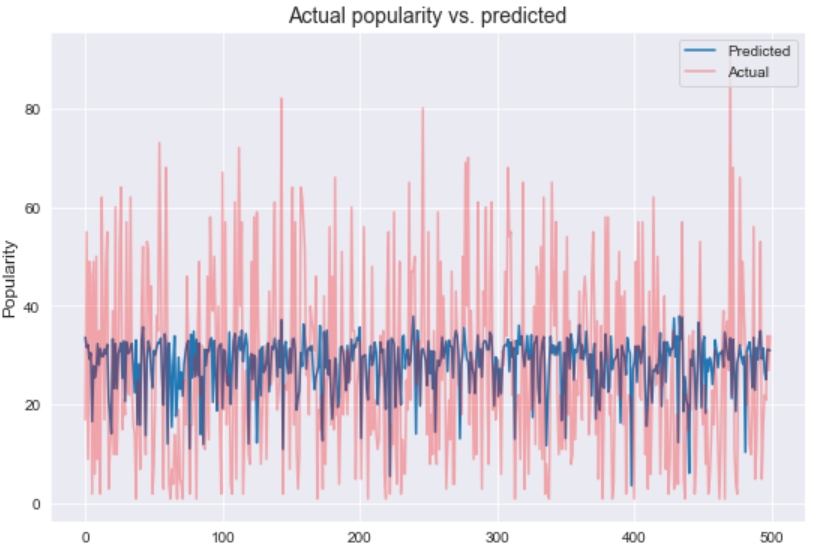 Actual popularity vs. predicted
Predicted
Actual
Popularity
80
60
40
20
0
0 100 200 300 400 500